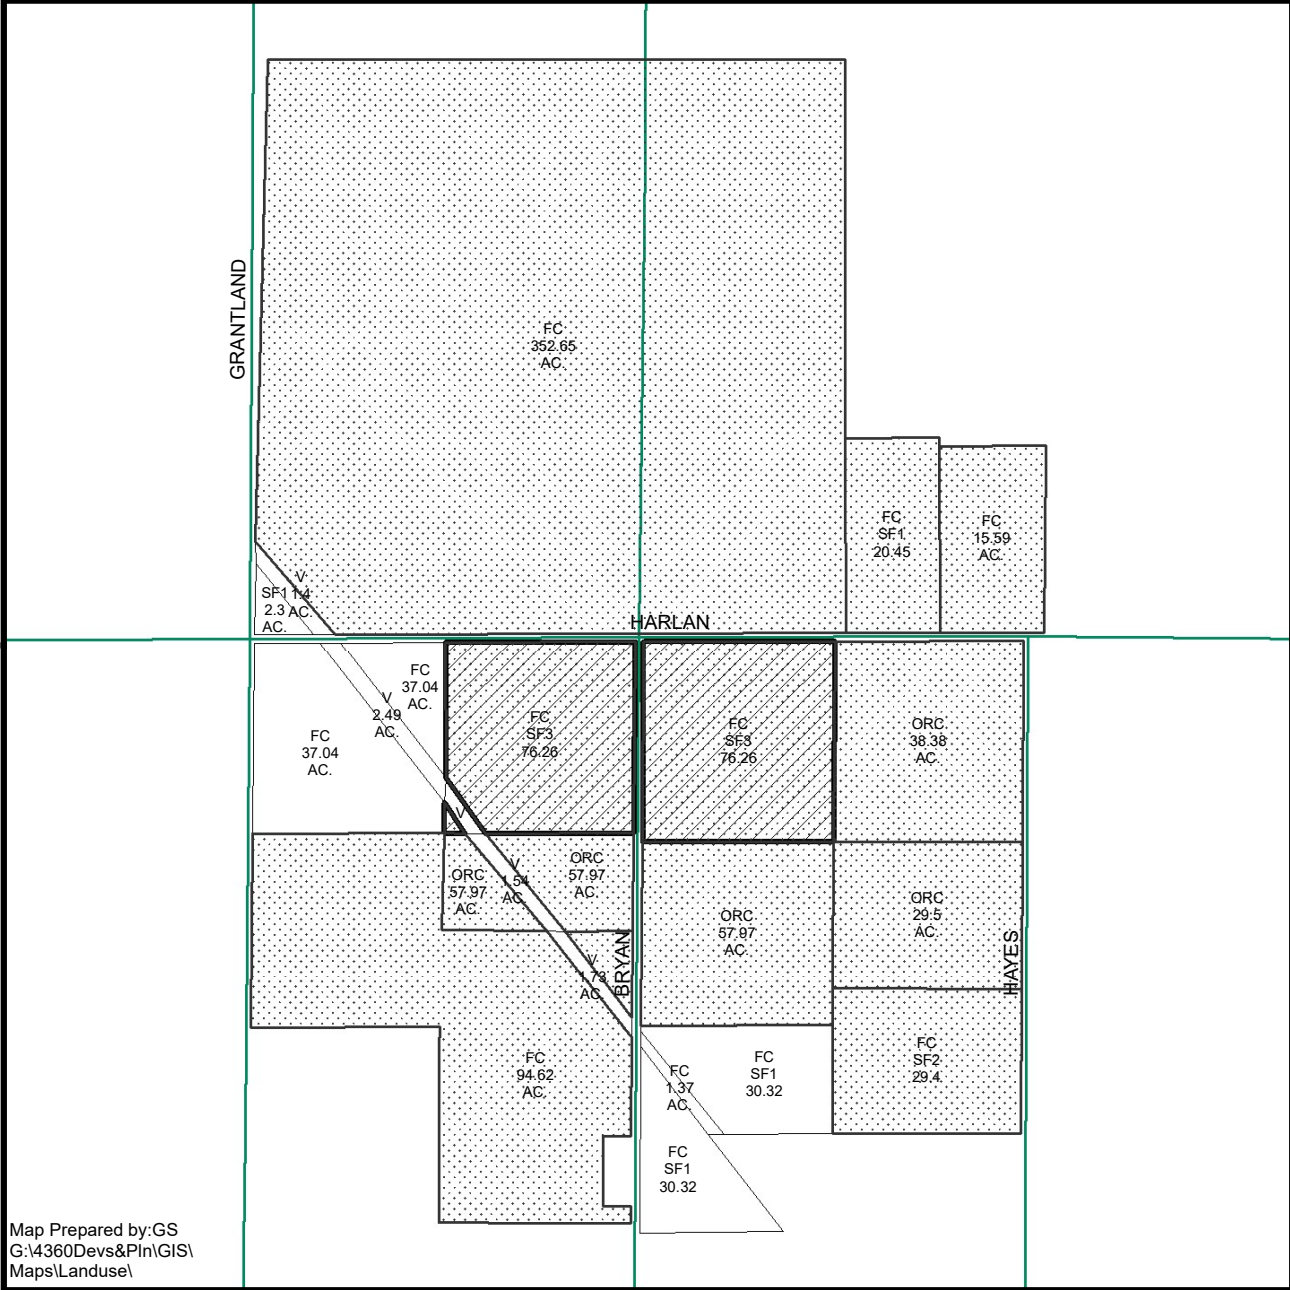 GRANTLAND
FC
352.65
AC.
FC
SF1
20.45
FC
15.59
AC.
V
1.4
AC.
SF1
2.3
AC.
HARLAN
FC
37.04
AC.
V
2.49
AC.
FC
37.04
AC.
FC
SF3
76.26
FC
SF3
76.26
ORC
38.38
AC.
V
ORC
57.97
AC.
V
1.54
AC.
ORC
57.97
AC.
ORC
57.97
AC.
ORC
29.5
AC.
HAYES
BRYAN
V
1.73
AC.
FC
94.62
AC.
FC
1.37
AC.
FC
SF1
30.32
FC
SF2
29.4
FC
SF1
30.32
Map Prepared by:GS
G:\4360Devs&Pln\GIS\
Maps\Landuse\